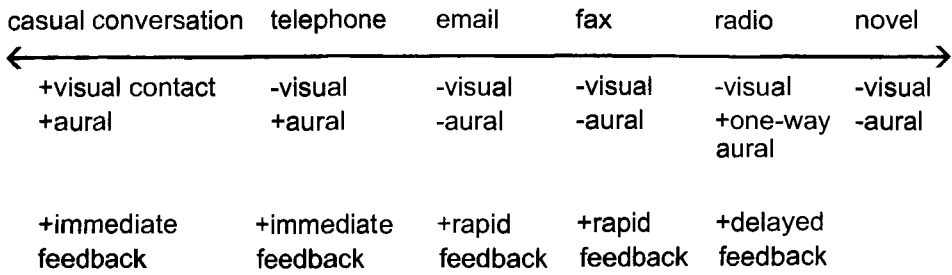 casual conversation telephone email fax radio novel
+visual contact -visual -visual -visual -visual -visual
+aural +aural -aural -aural +one-way -aural
aural
+immediate +immediate +rapid +rapid +delayed
feedback feedback feedback feedback feedback